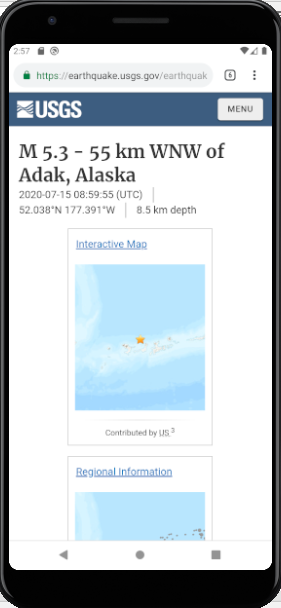 2:57
https://earthquake.usgs.gov/earthquak
6
USGS
MENU
M 5.3 - 55 km WNW of
Adak, Alaska
2020-07-15 08:59:55 (UTC)
52.038°N 177.391°W
8.5 km depth
Interactive Map
Contributed by US 3
Regional Information